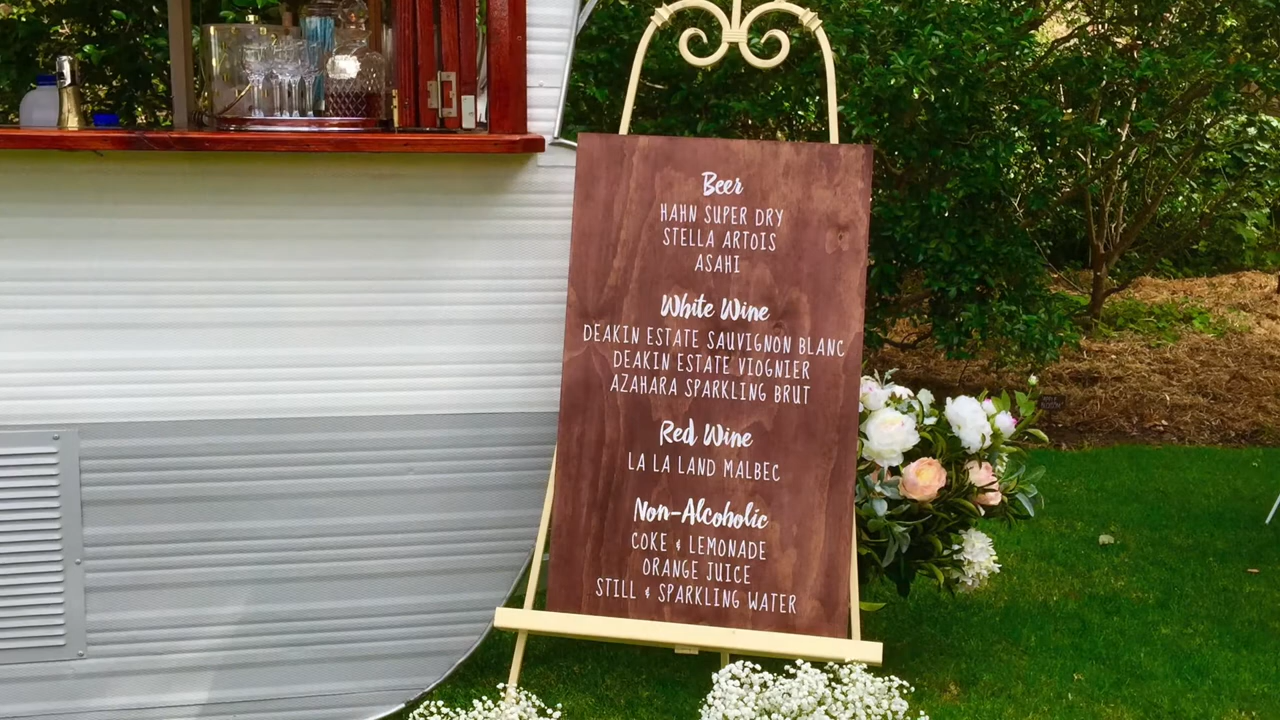 Beer
HAHN SUPER DRY
STELLA ARTOIS
ASAHI
White Wine
DEAKIN ESTATE SAUVIGNON BLANC
DEAKIN ESTATE VIOGNIER
AZAHARA SPARKLING BRUT
Red Wine
LA LA LAND MALBEC
Non-Alcoholic
COKE & LEMONADE
ORANGE JUICE
STILL & SPARKLING WATER